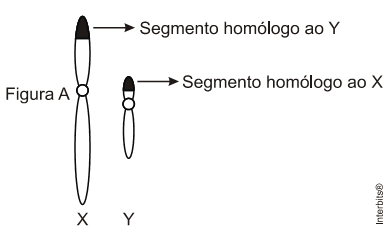 Segmento homólogo ao Y
Segmento homólogo ao X
Figura A
X
Y
Interbits®